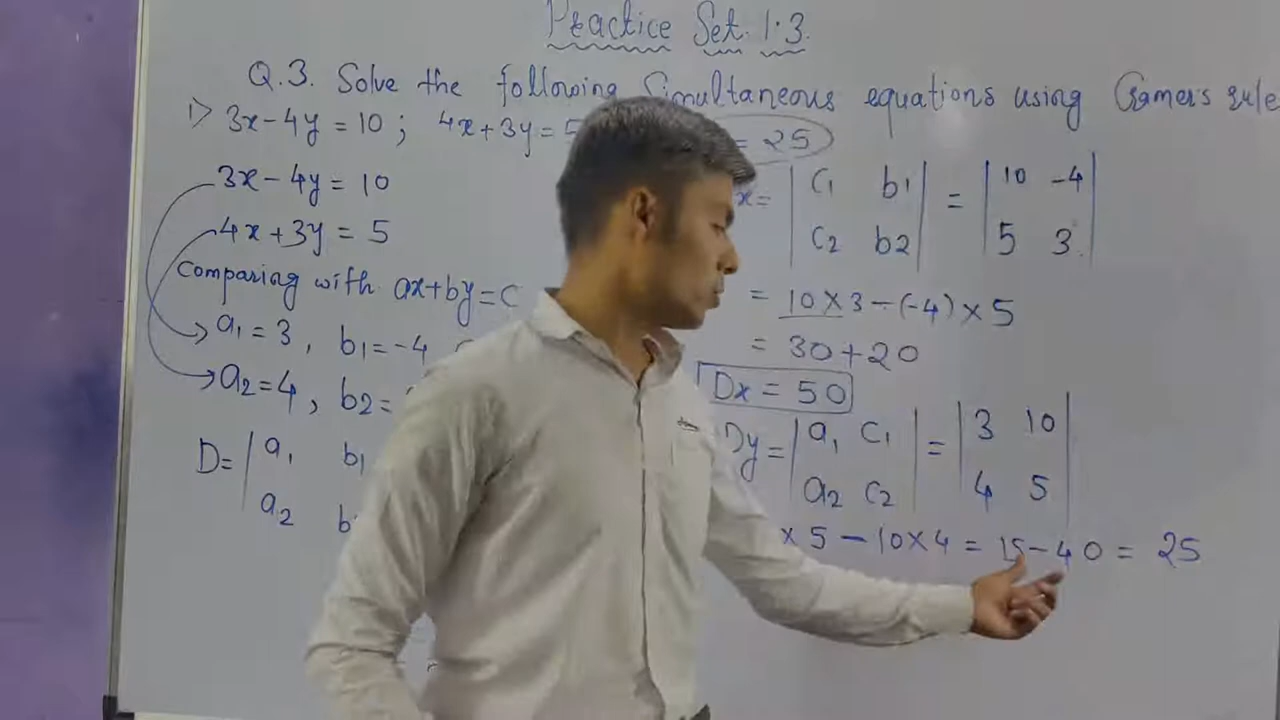 Practice Set 1.3.
Q.3. Solve the following Simultaneous equations using Cramer's rule
1> 3x-4y = 10 ; 4x+3y = 5
3x-4y = 10
4x+3y = 5
Comparing with ax+by=c
a1 = 3 , b1 = -4
a2 = 4 , b2 =
D = | a1 b1
a2 b
= 25
x = | c1 b1 | = | 10 -4 |
c2 b2 5 3
= 10 × 3 - (-4) × 5
= 30 + 20
Dx = 50
Dy = | a1 c1 | = | 3 10 |
a2 c2 4 5
× 5 - 10 × 4 = 15 - 40 = 25